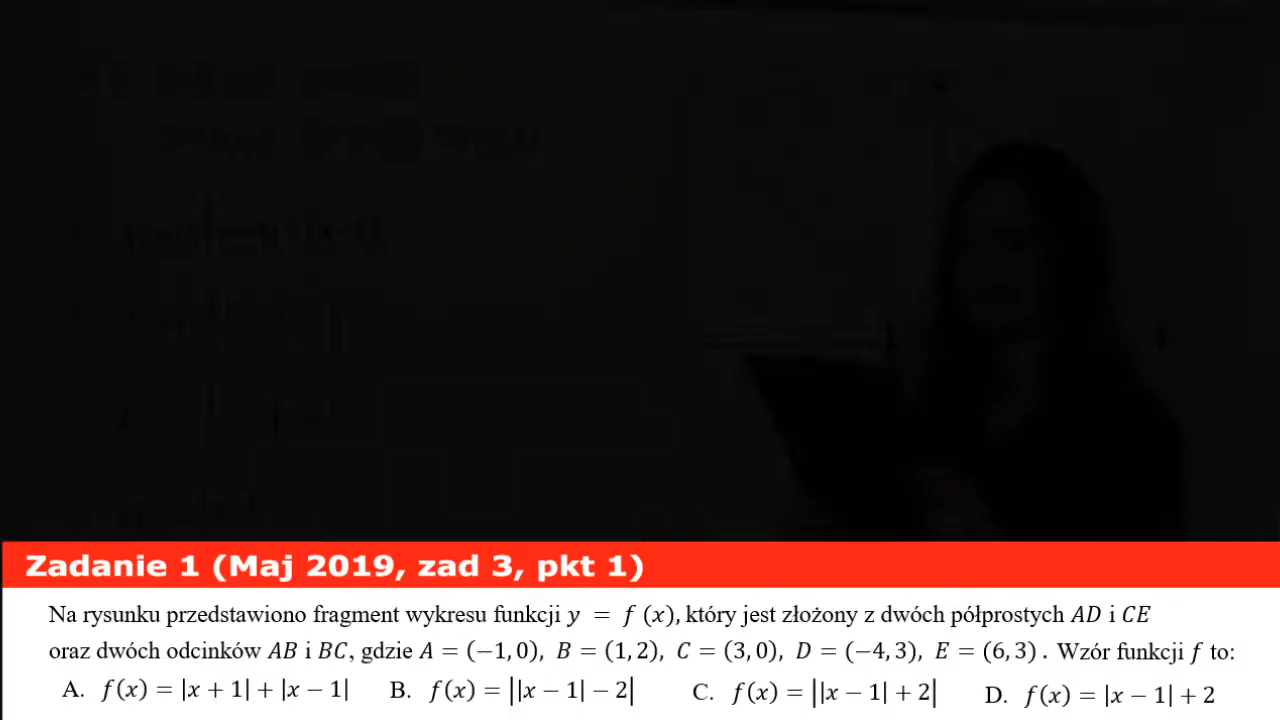 Zadanie 1 (Maj 2019, zad 3, pkt 1)
Na rysunku przedstawiono fragment wykresu funkcji y = f (x), który jest złożony z dwóch półprostych AD i CE
oraz dwóch odcinków AB i BC, gdzie A = (−1, 0), B = (1, 2), C = (3, 0), D = (−4, 3), E = (6, 3) . Wzór funkcji f to:
A. f(x) = |x + 1| + |x − 1| B. f(x) = ||x − 1| − 2| C. f(x) = ||x − 1| + 2| D. f(x) = |x − 1| + 2